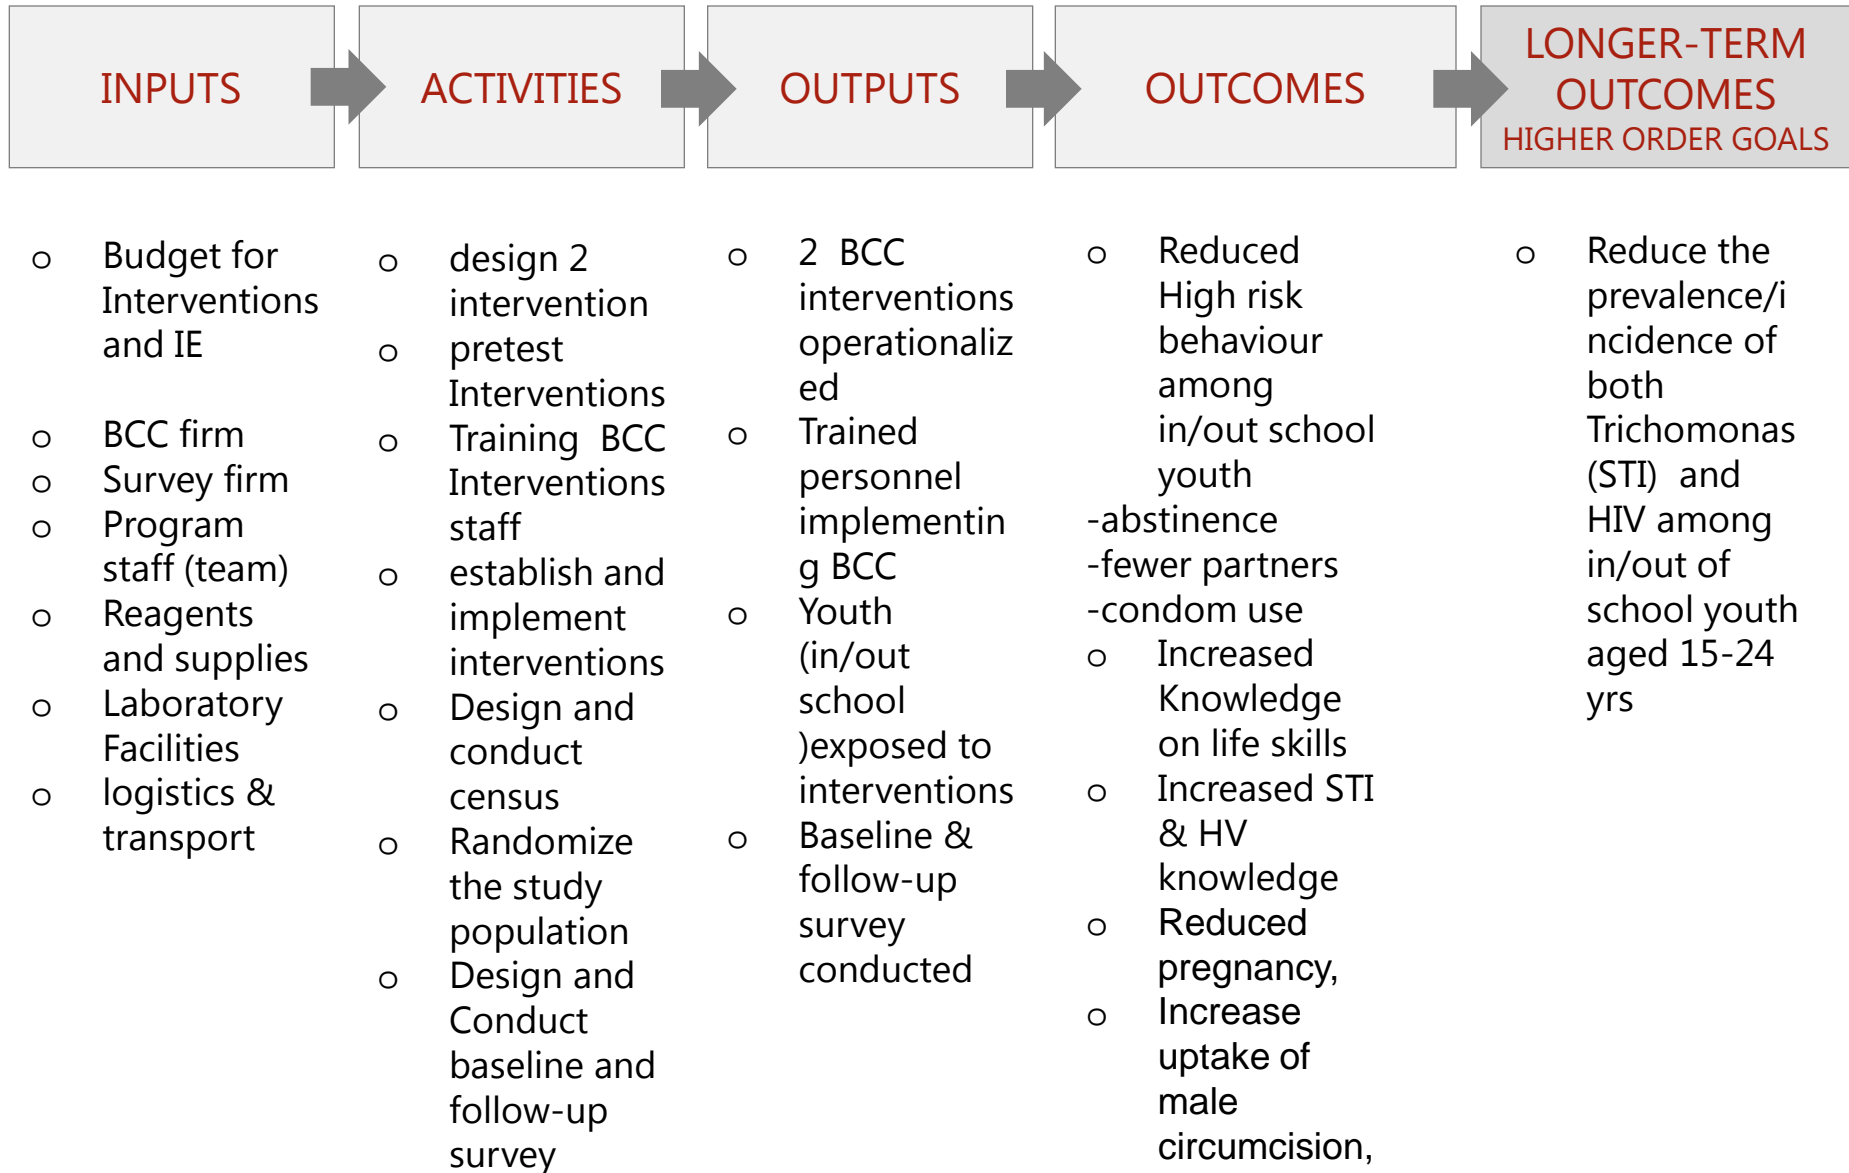 INPUTS
ACTIVITIES
OUTPUTS
OUTCOMES
LONGER-TERM
OUTCOMES
HIGHER ORDER GOALS
o Budget for
Interventions
and IE
o BCC firm
o Survey firm
o Program
staff (team)
o Reagents
and supplies
o Laboratory
Facilities
o logistics &
transport
o design 2
intervention
o pretest
Interventions
o Training BCC
Interventions
staff
o establish and
implement
interventions
o Design and
conduct
census
o Randomize
the study
population
o Design and
Conduct
baseline and
follow-up
survey
o 2 BCC
interventions
operationaliz
ed
o Trained
personnel
implementin
g BCC
o Youth
(in/out
school
)exposed to
interventions
o Baseline &
follow-up
survey
conducted
o Reduced
High risk
behaviour
among
in/out school
youth
-abstinence
-fewer partners
-condom use
o Increased
Knowledge
on life skills
o Increased STI
& HV
knowledge
o Reduced
pregnancy,
o Increase
uptake of
male
circumcision,
o Reduce the
prevalence/i
ncidence of
both
Trichomonas
(STI) and
HIV among
in/out of
school youth
aged 15-24
yrs